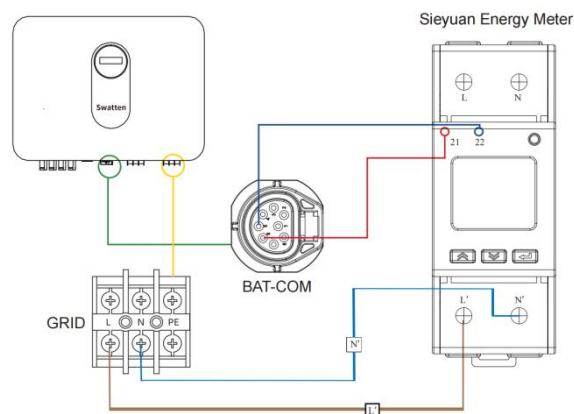 Sieyuan Energy Meter
Swatten
L
N
21
22
BAT-COM
GRID
L
N
PE
L'
N'
N'
L'